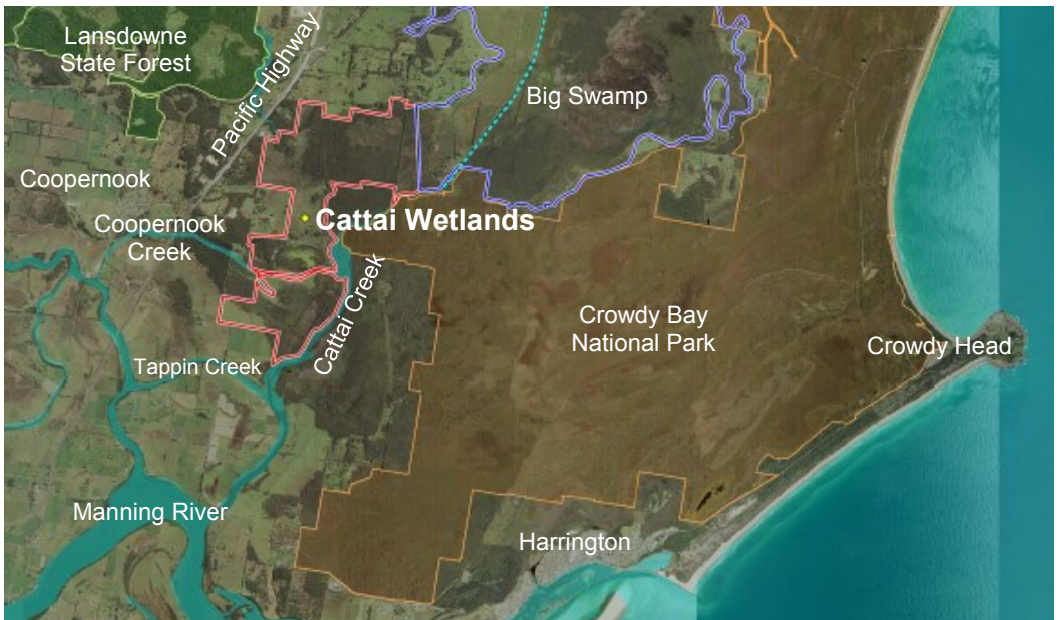 Lansdowne
State Forest
Pacific Highway
Big Swamp
Coopernook
Cattai Wetlands
Coopernook
Creek
Cattai Creek
Crowdy Bay
National Park
Crowdy Head
Tappin Creek
Manning River
Harrington